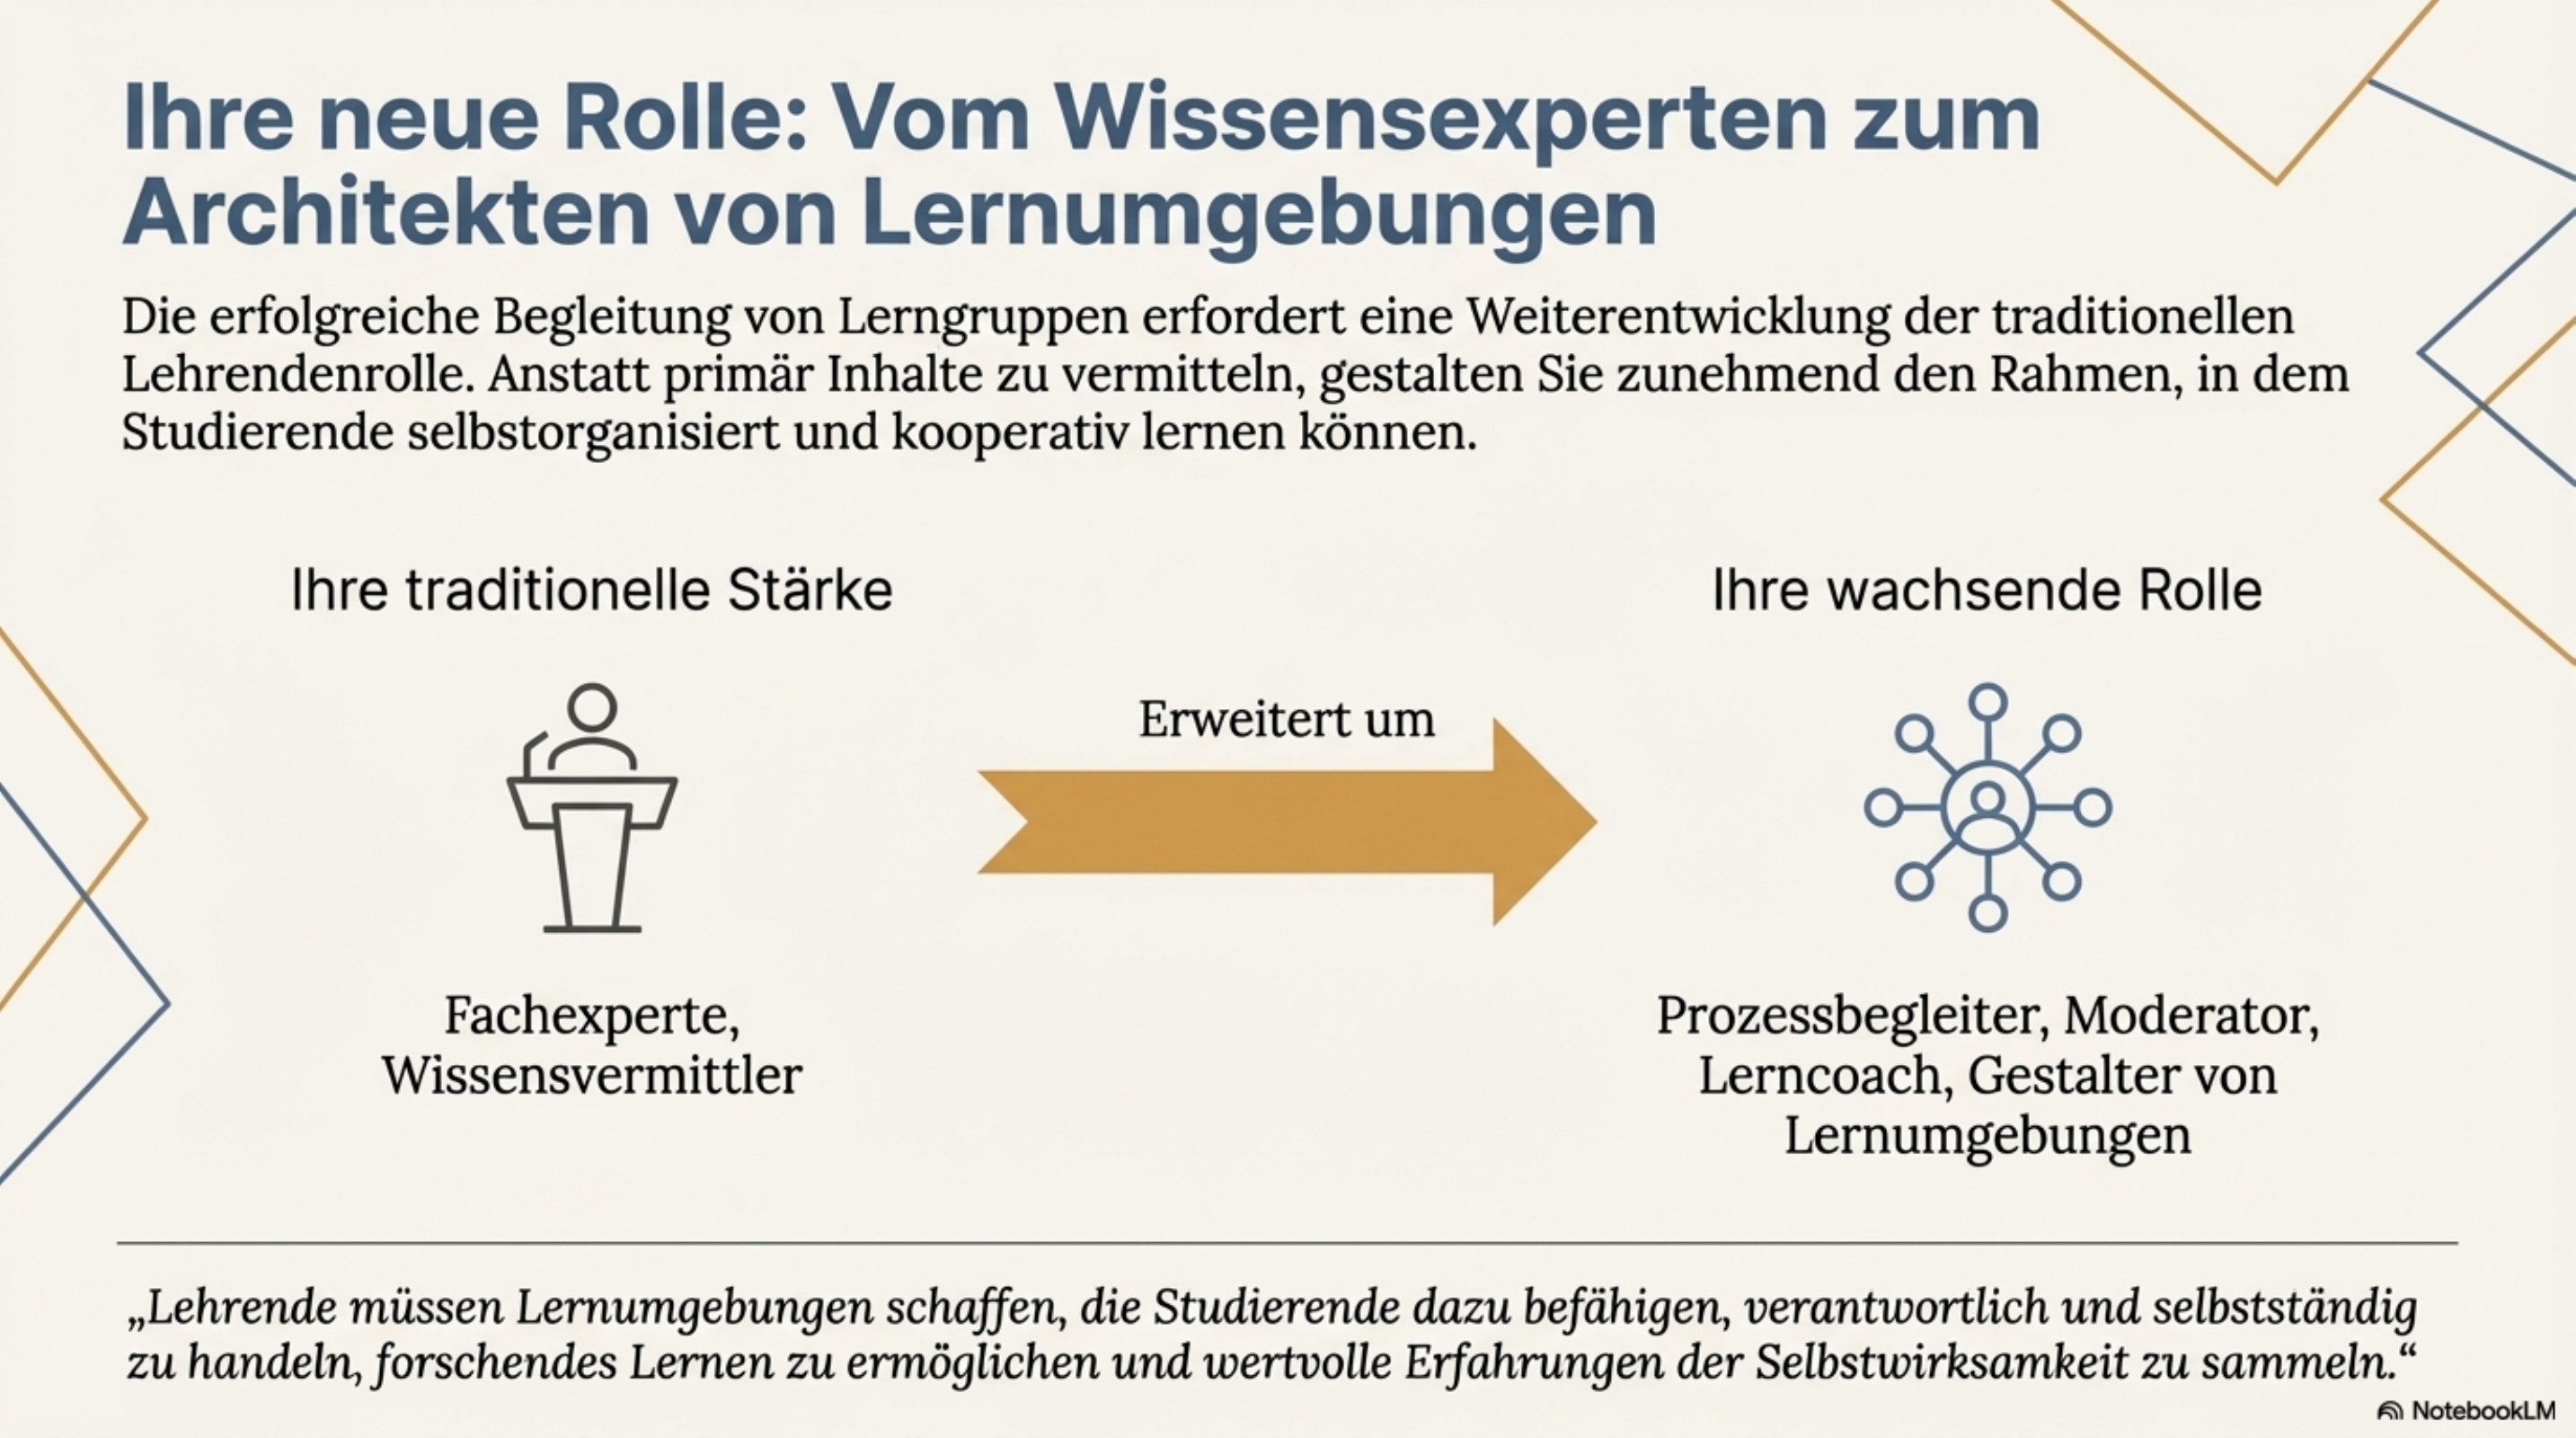 Ihre neue Rolle: Vom Wissensexperten zum
Architekten von Lernumgebungen
Die erfolgreiche Begleitung von Lerngruppen erfordert eine Weiterentwicklung der traditionellen
Lehrendenrolle. Anstatt primär Inhalte zu vermitteln, gestalten Sie zunehmend den Rahmen, in dem
Studierende selbstorganisiert und kooperativ lernen können.
Ihre traditionelle Stärke
Fachexperte,
Wissensvermittler
Erweitert um
Ihre wachsende Rolle
Prozessbegleiter, Moderator,
Lerncoach, Gestalter von
Lernumgebungen
„Lehrende müssen Lernumgebungen schaffen, die Studierende dazu befähigen, verantwortlich und selbstständig
zu handeln, forschendes Lernen zu ermöglichen und wertvolle Erfahrungen der Selbstwirksamkeit zu sammeln.“
NotebookLM